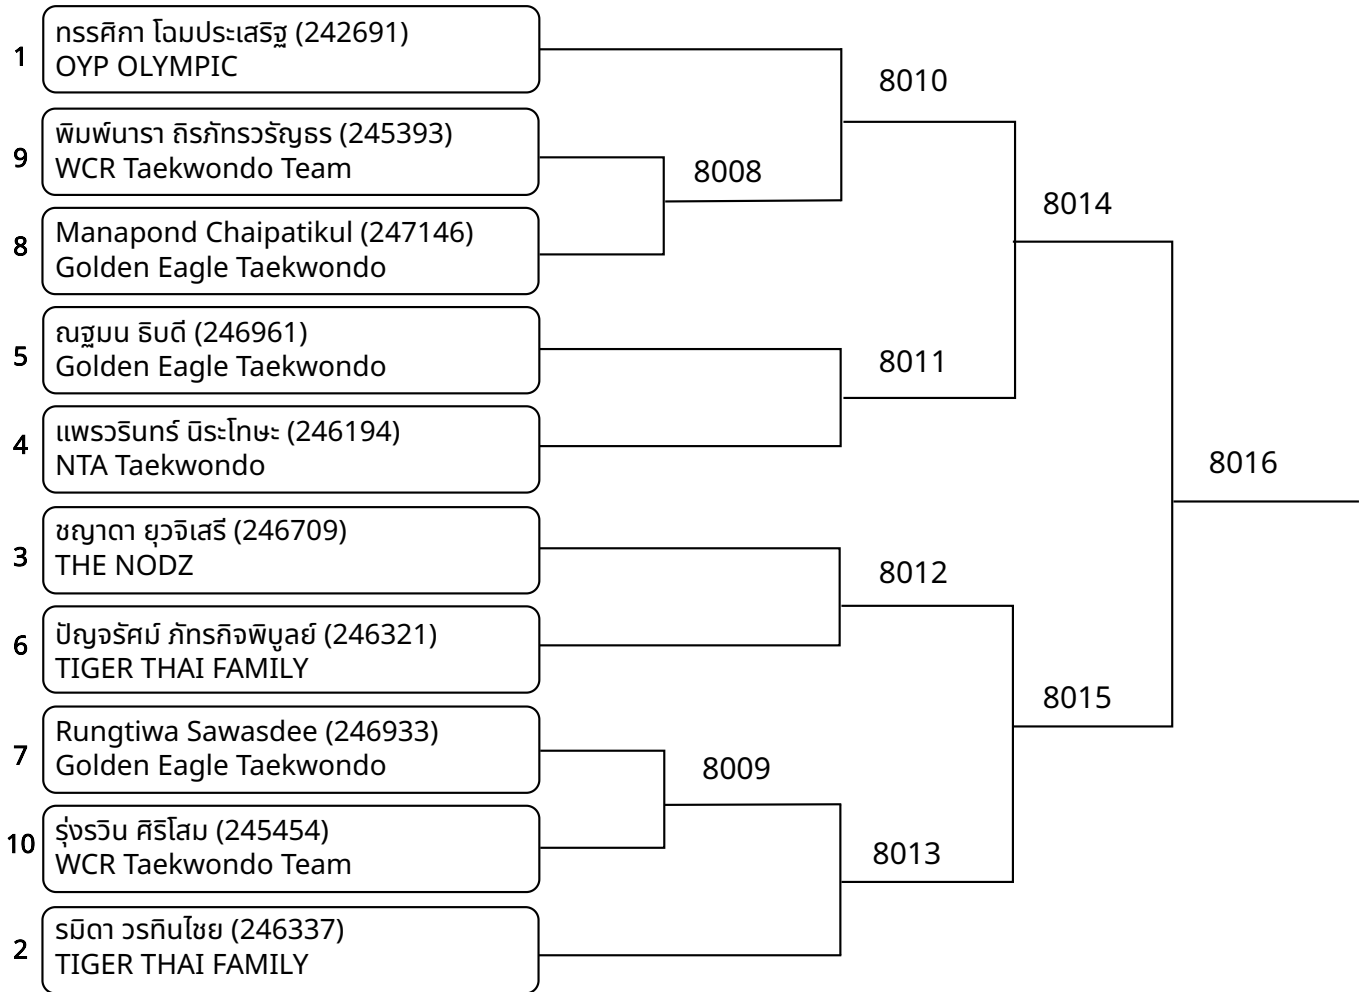 1
ทรรศิกา โฉมประเสริฐ (242691)
OYP OLYMPIC
8010
9
พิมพ์นารา ถิรภัทรวรัญธร (245393)
WCR Taekwondo Team
8008
8
Manapond Chaipatikul (247146)
Golden Eagle Taekwondo
8014
5
ณฐมน ธิบดี (246961)
Golden Eagle Taekwondo
8011
4
แพรวรินทร์ นิระโทษะ (246194)
NTA Taekwondo
8016
3
ชญาดา ยุวจิเสรี (246709)
THE NODZ
8012
6
ปัญจรัศม์ ภัทรกิจพิบูลย์ (246321)
TIGER THAI FAMILY
8015
7
Rungtiwa Sawasdee (246933)
Golden Eagle Taekwondo
8009
10
รุ่งรวิน ศิริโสม (245454)
WCR Taekwondo Team
8013
2
รมิดา วรทินไชย (246337)
TIGER THAI FAMILY